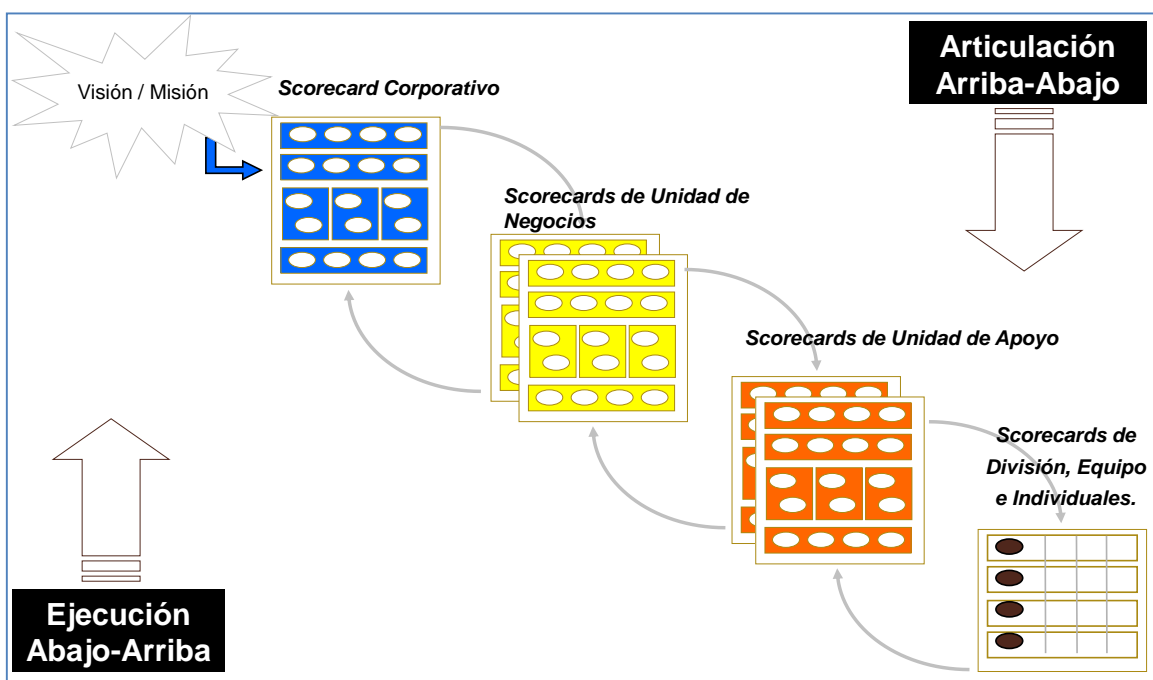 Visión / Misión
Scorecard Corporativo
Articulación
Arriba-Abajo
Scorecards de Unidad de
Negocios
Scorecards de Unidad de Apoyo
Scorecards de
División, Equipo
e Individuales.
Ejecución
Abajo-Arriba